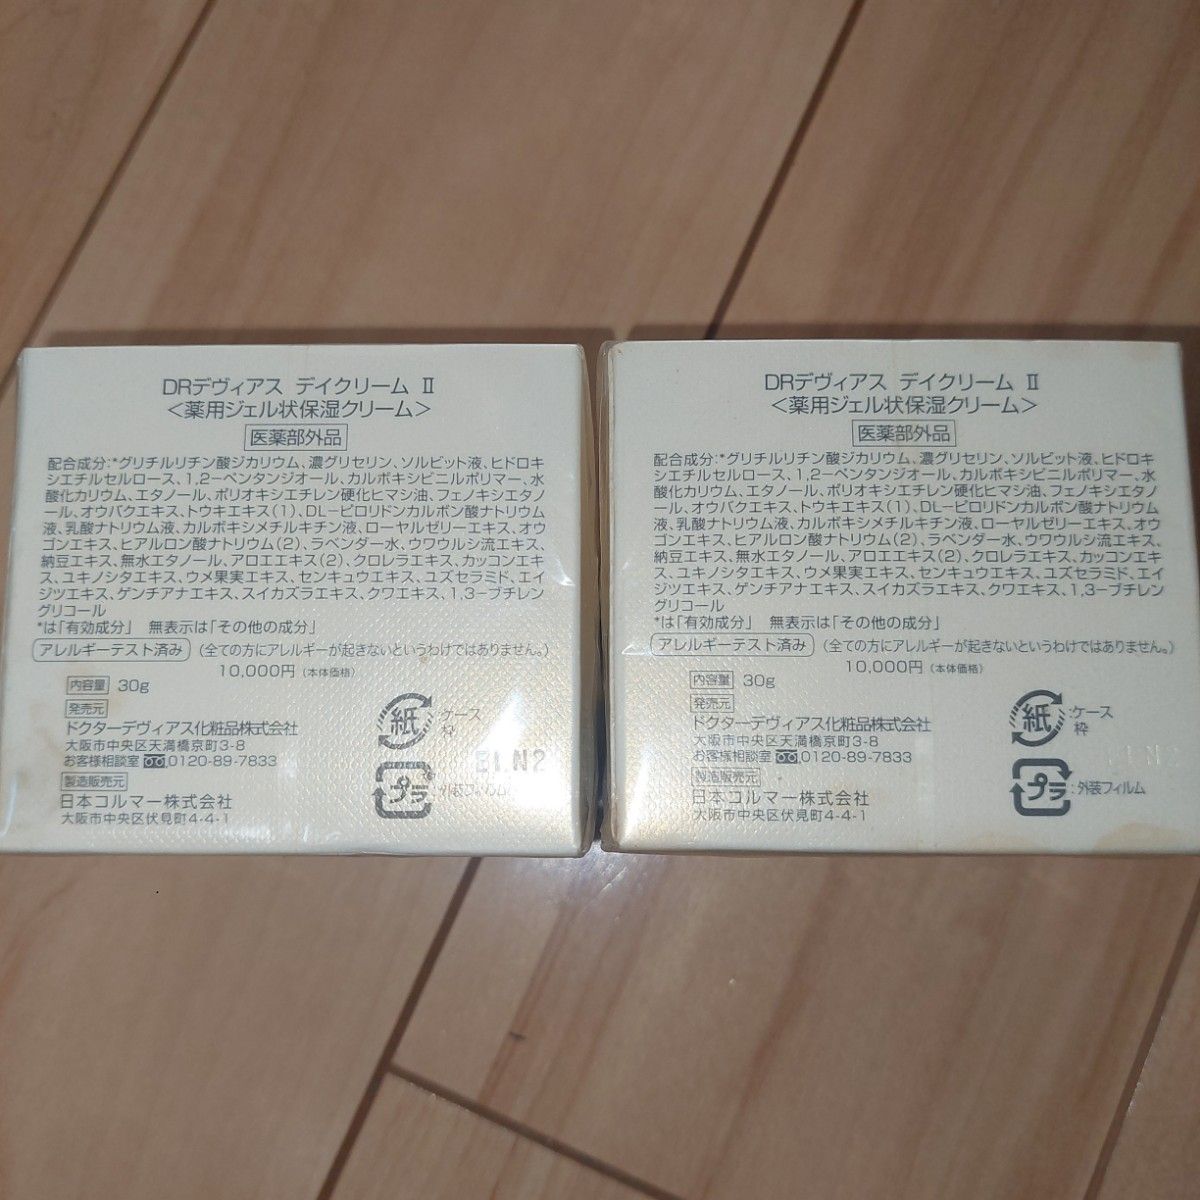 DRデヴィアス デイクリーム Ⅱ
＜薬用ジェル状保湿クリーム＞
医薬部外品
配合成分:*グリチルリチン酸ジカリウム、濃グリセリン、ソルビット液、ヒドロキ
シエチルセルロース、1,2-ペンタンジオール、カルボキシビニルポリマー、水
酸化カリウム、エタノール、ポリオキシエチレン硬化ヒマシ油、フェノキシエタノ
ール、オウバクエキス、トウキエキス(1)、DL-ピロリドンカルボン酸ナトリウム
液、乳酸ナトリウム液、カルボキシメチルキチン液、ローヤルゼリーエキス、オウ
ゴンエキス、ヒアルロン酸ナトリウム(2)、ラベンダー水、ウワウルシ流エキス、
納豆エキス、無水エタノール、アロエエキス(2)、クロレラエキス、カッコンエキ
ス、ユキノシタエキス、ウメ果実エキス、センキュウエキス、ユズセラミド、エイ
ジツエキス、ゲンチアナエキス、スイカズラエキス、クワエキス、1,3-ブチレン
グリコール
*は「有効成分」 無表示は「その他の成分」
アレルギーテスト済み (全ての方にアレルギーが起きないというわけではありません。)
10,000円(本体価格)
内容量 30g
発売元
ドクターデヴィアス化粧品株式会社
大阪市中央区天満橋京町3-8
お客様相談室 0120-89-7833
製造販売元
日本コルマー株式会社
大阪市中央区伏見町4-4-1
紙 ケース
枠
プラ :外装フィルム
ELN2
DRデヴィアス デイクリーム Ⅱ
＜薬用ジェル状保湿クリーム＞
医薬部外品
配合成分:*グリチルリチン酸ジカリウム、濃グリセリン、ソルビット液、ヒドロキ
シエチルセルロース、1,2-ペンタンジオール、カルボキシビニルポリマー、水
酸化カリウム、エタノール、ポリオキシエチレン硬化ヒマシ油、フェノキシエタノ
ール、オウバクエキス、トウキエキス(1)、DL-ピロリドンカルボン酸ナトリウム
液、乳酸ナトリウム液、カルボキシメチルキチン液、ローヤルゼリーエキス、オウ
ゴンエキス、ヒアルロン酸ナトリウム(2)、ラベンダー水、ウワウルシ流エキス、
納豆エキス、無水エタノール、アロエエキス(2)、クロレラエキス、カッコンエキ
ス、ユキノシタエキス、ウメ果実エキス、センキュウエキス、ユズセラミド、エイ
ジツエキス、ゲンチアナエキス、スイカズラエキス、クワエキス、1,3-ブチレン
グリコール
*は「有効成分」 無表示は「その他の成分」
アレルギーテスト済み (全ての方にアレルギーが起きないというわけではありません。)
10,000円(本体価格)
内容量 30g
発売元
ドクターデヴィアス化粧品株式会社
大阪市中央区天満橋京町3-8
お客様相談室 0120-89-7833
製造販売元
日本コルマー株式会社
大阪市中央区伏見町4-4-1
紙 :ケース
枠
プラ :外装フィルム